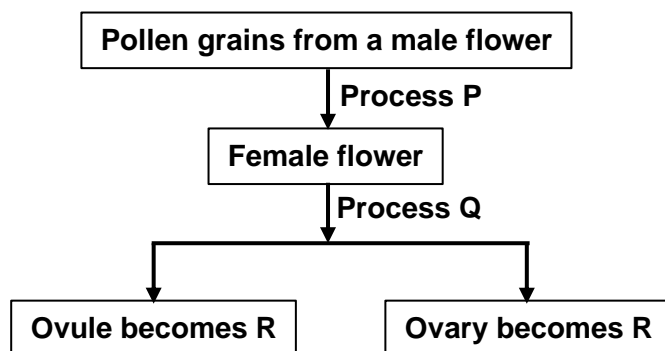 Pollen grains from a male flower
Process P
Female flower
Process Q
Ovule becomes R
Ovary becomes R